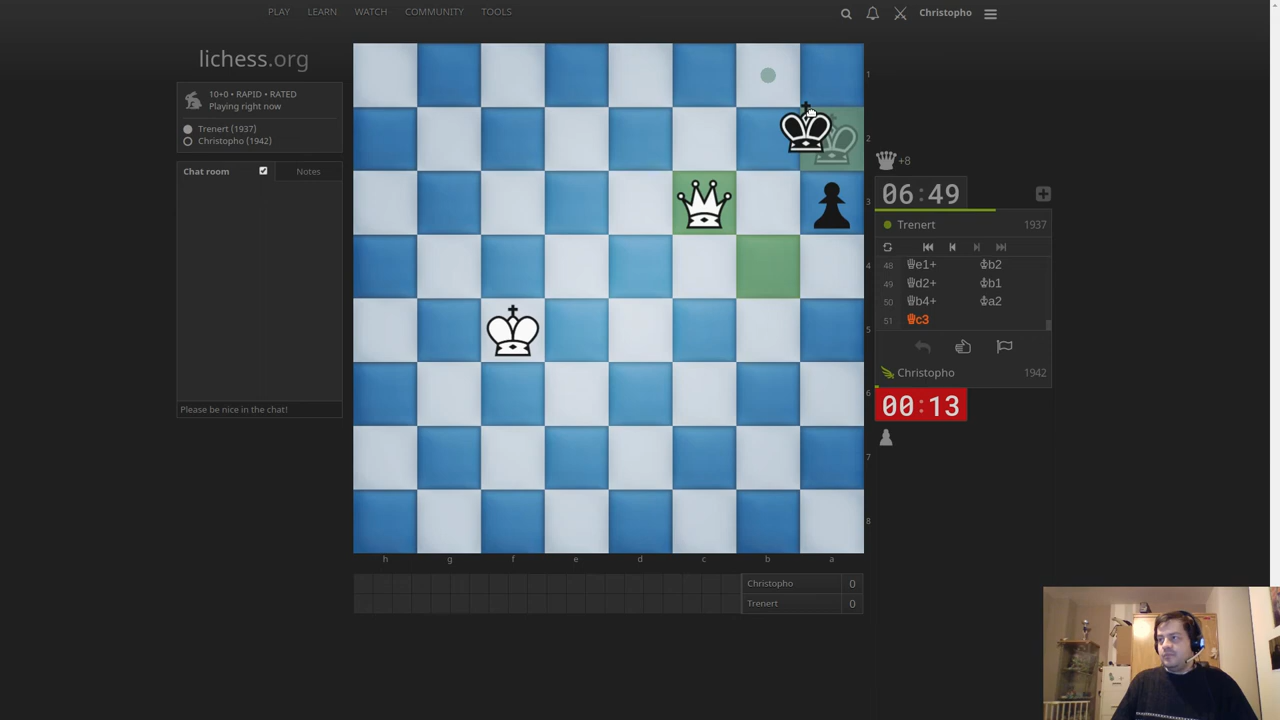 PLAY LEARN WATCH COMMUNITY TOOLS
Christopho
lichess.org
10+0 • RAPID • RATED
Playing right now
Trenert (1937)
Christopho (1942)
Chat room
Notes
Please be nice in the chat!
1
2
3
4
5
6
7
8
h g f e d c b a
+8
06:49
Trenert 1937
48 ♕e1+ ♔b2
49 ♕d2+ ♔b1
50 ♕b4+ ♔a2
51 ♕c3
Christopho 1942
00:13
Christopho 0
Trenert 0